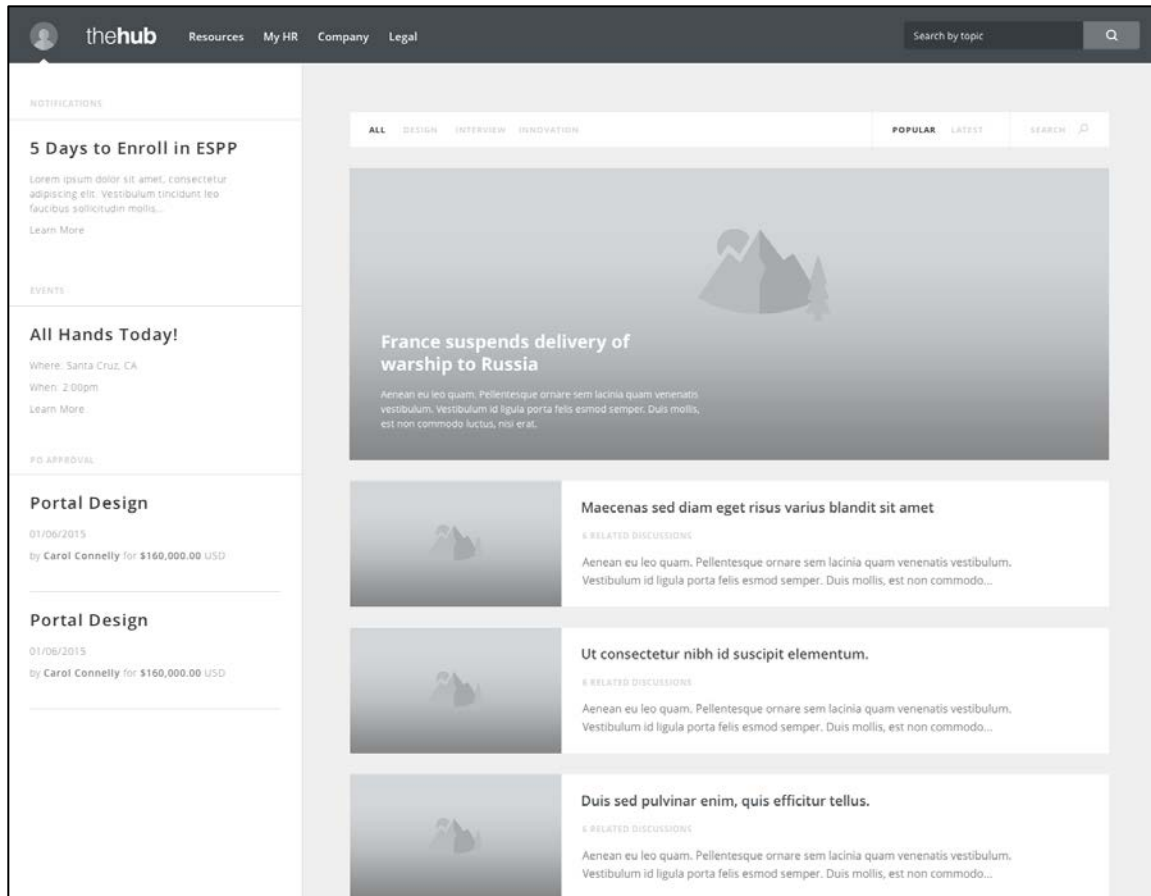 thehub Resources My HR Company Legal Search by topic
NOTIFICATIONS
5 Days to Enroll in ESPP
Lorem ipsum dolor sit amet, consectetur
adipiscing elit. Vestibulum tincidunt leo
faucibus sollicitudin mollis...
Learn More
EVENTS
All Hands Today!
Where: Santa Cruz, CA
When: 2:00pm
Learn More
PO APPROVAL
Portal Design
01/06/2015
by Carol Connelly for $160,000.00 USD
Portal Design
01/06/2015
by Carol Connelly for $160,000.00 USD
ALL DESIGN INTERVIEW INNOVATION POPULAR LATEST SEARCH
France suspends delivery of
warship to Russia
Aenean eu leo quam. Pellentesque ornare sem lacinia quam venenatis
vestibulum. Vestibulum id ligula porta felis esmod semper. Duis mollis,
est non commodo luctus, nisi erat.
Maecenas sed diam eget risus varius blandit sit amet
6 RELATED DISCUSSIONS
Aenean eu leo quam. Pellentesque ornare sem lacinia quam venenatis vestibulum.
Vestibulum id ligula porta felis esmod semper. Duis mollis, est non commodo...
Ut consectetur nibh id suscipit elementum.
RELATED DISCUSSIONS
Aenean eu leo quam. Pellentesque ornare sem lacinia quam venenatis vestibulum.
Vestibulum id ligula porta felis esmod semper. Duis mollis, est non commodo...
Duis sed pulvinar enim, quis efficitur tellus.
6 RELATED DISCUSSIONS
Aenean eu leo quam. Pellentesque ornare sem lacinia quam venenatis vestibulum.
Vestibulum id ligula porta felis esmod semper. Duis mollis, est non commodo...